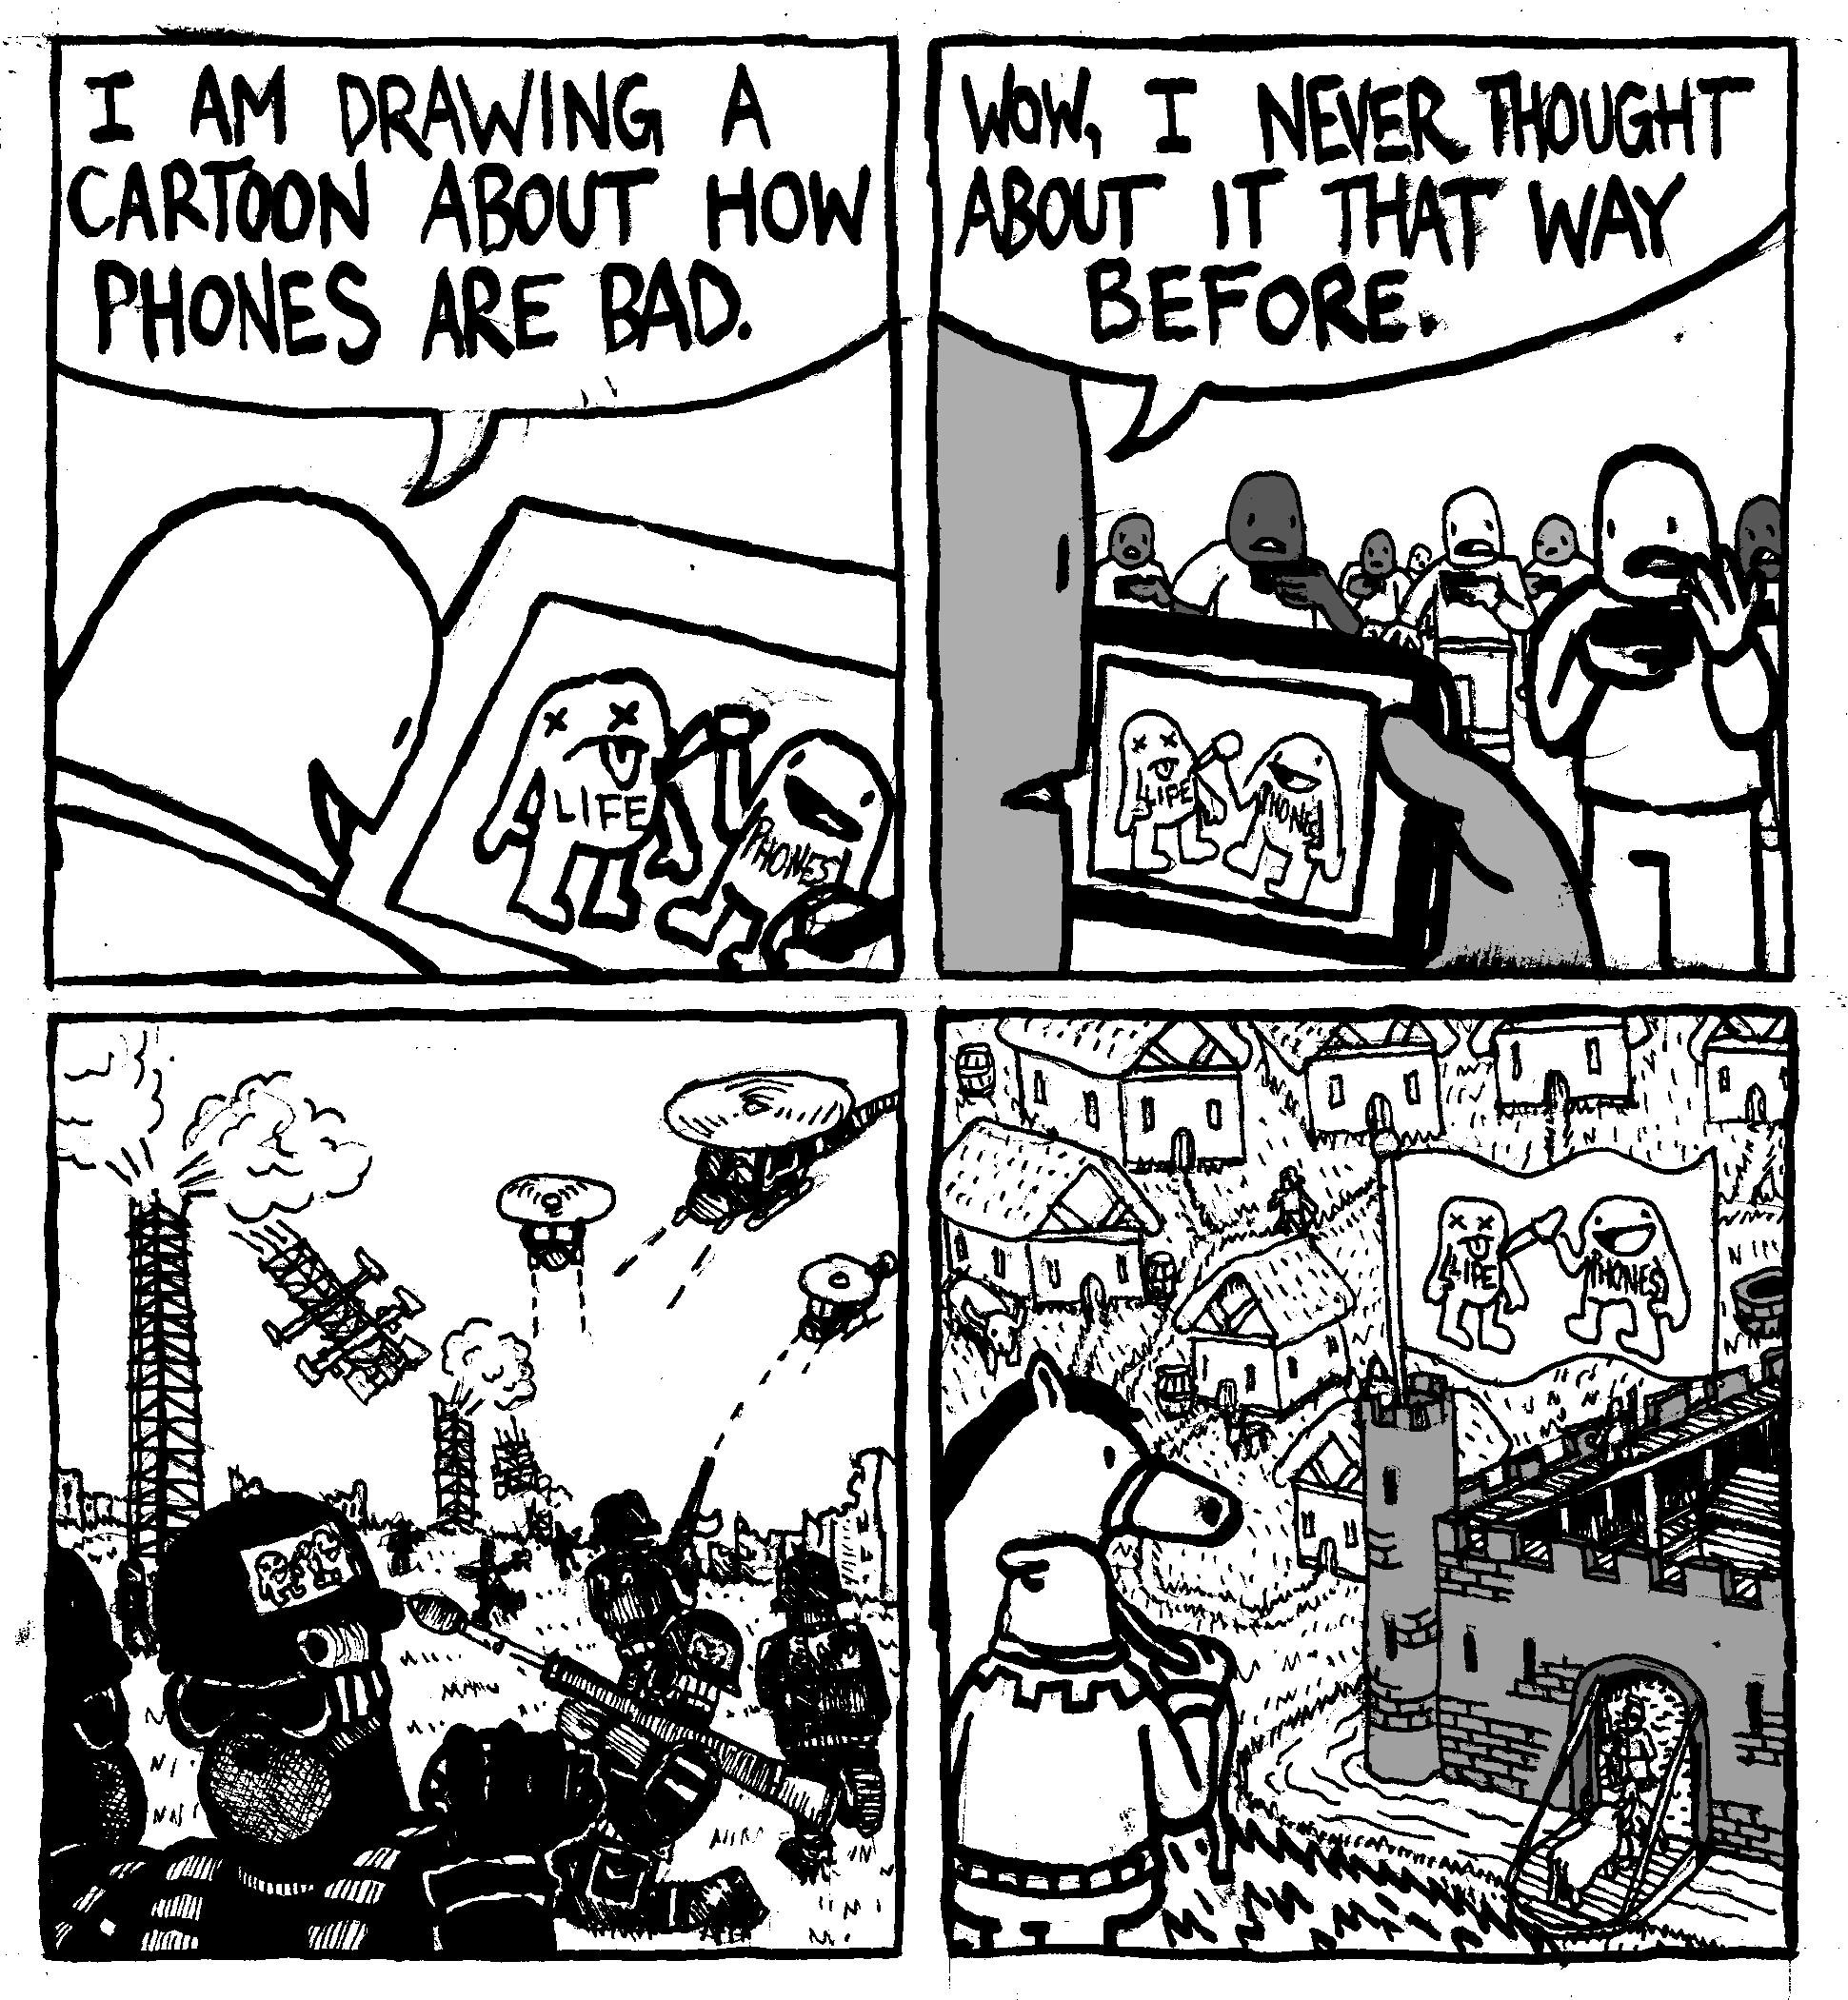 I AM DRAWING A
CARTOON ABOUT HOW
PHONES ARE BAD.
LIFE
PHONES
WOW, I NEVER THOUGHT
ABOUT IT THAT WAY
BEFORE.
LIFE
PHONES
LIFE
PHONES